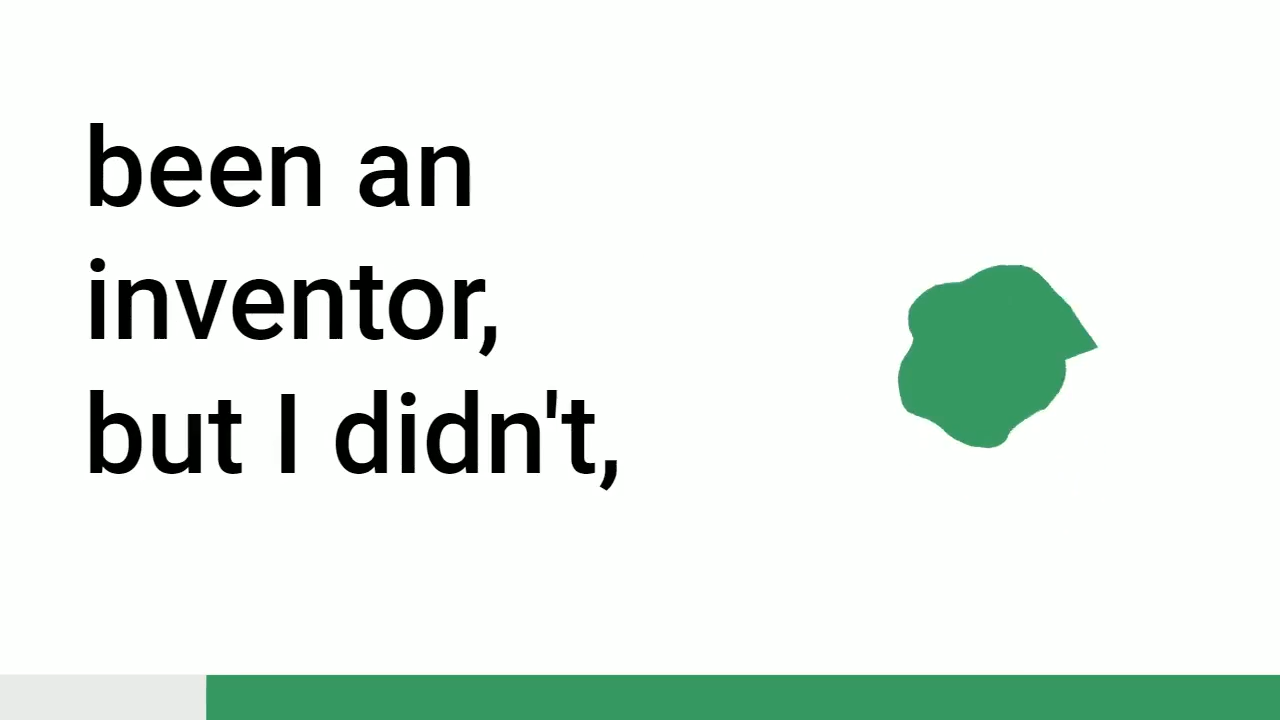 been an
inventor,
but I didn't,